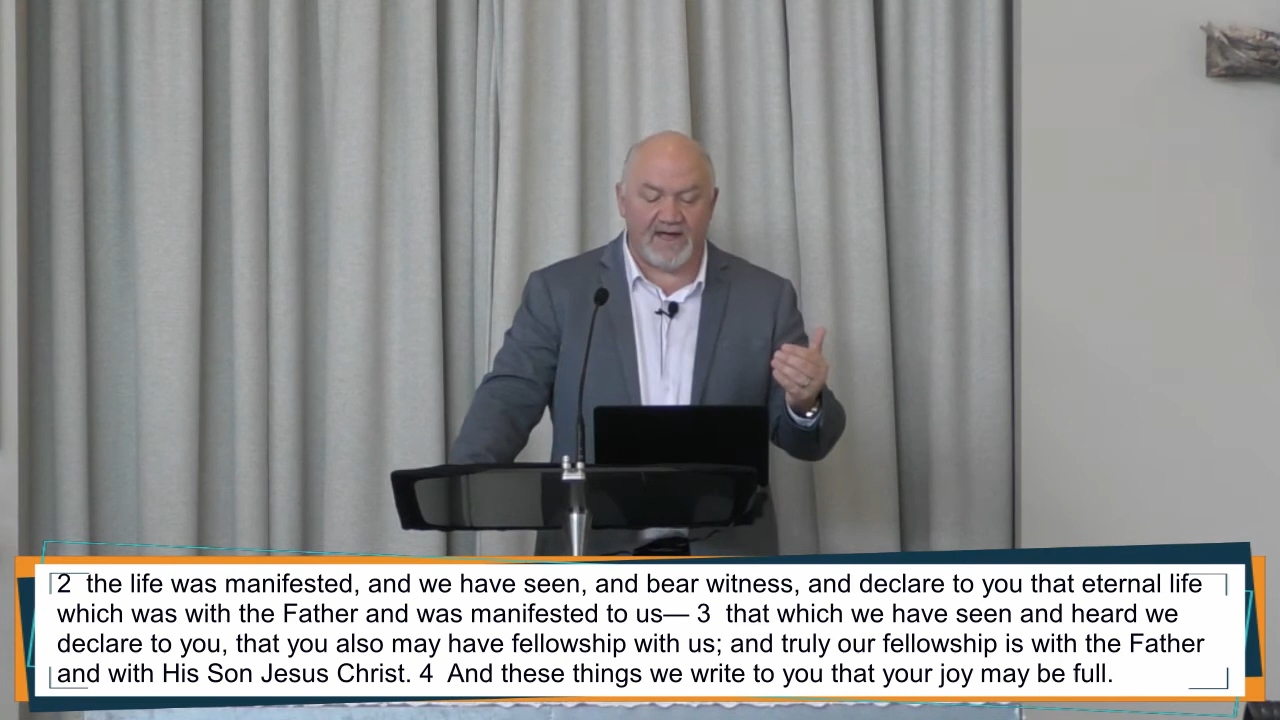 2 the life was manifested, and we have seen, and bear witness, and declare to you that eternal life
which was with the Father and was manifested to us— 3 that which we have seen and heard we
declare to you, that you also may have fellowship with us; and truly our fellowship is with the Father
and with His Son Jesus Christ. 4 And these things we write to you that your joy may be full.